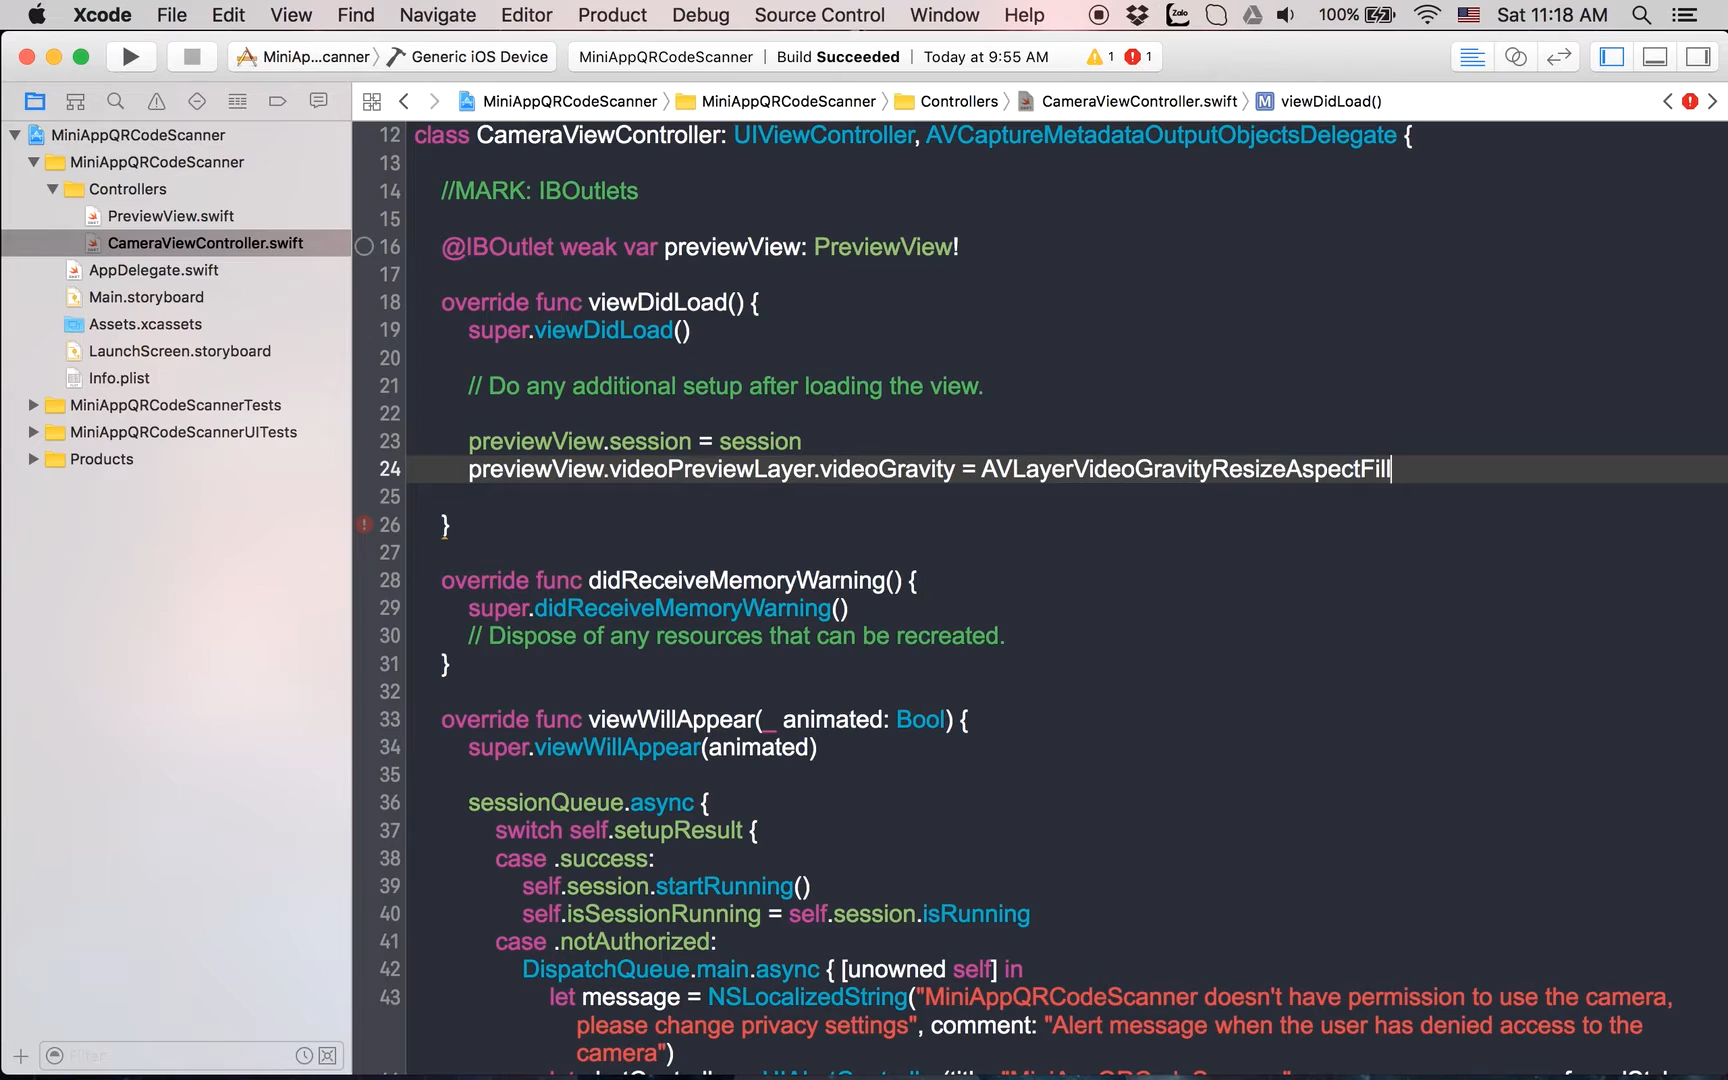 Xcode File Edit View Find Navigate Editor Product Debug Source Control Window Help Zalo 100% Sat 11:18 AM
MiniAp...canner Generic iOS Device MiniAppQRCodeScanner Build Succeeded Today at 9:55 AM 1 1
MiniAppQRCodeScanner MiniAppQRCodeScanner Controllers CameraViewController.swift M viewDidLoad()
MiniAppQRCodeScanner
MiniAppQRCodeScanner
Controllers
PreviewView.swift
CameraViewController.swift
AppDelegate.swift
Main.storyboard
Assets.xcassets
LaunchScreen.storyboard
Info.plist
MiniAppQRCodeScannerTests
MiniAppQRCodeScannerUITests
Products
Filter
12 class CameraViewController: UIViewController, AVCaptureMetadataOutputObjectsDelegate {
13
14 //MARK: IBOutlets
15
16 @IBOutlet weak var previewView: PreviewView!
17
18 override func viewDidLoad() {
19 super.viewDidLoad()
20
21 // Do any additional setup after loading the view.
22
23 previewView.session = session
24 previewView.videoPreviewLayer.videoGravity = AVLayerVideoGravityResizeAspectFill
25
26 }
27
28 override func didReceiveMemoryWarning() {
29 super.didReceiveMemoryWarning()
30 // Dispose of any resources that can be recreated.
31 }
32
33 override func viewWillAppear(_ animated: Bool) {
34 super.viewWillAppear(animated)
35
36 sessionQueue.async {
37 switch self.setupResult {
38 case .success:
39 self.session.startRunning()
40 self.isSessionRunning = self.session.isRunning
41 case .notAuthorized:
42 DispatchQueue.main.async { [unowned self] in
43 let message = NSLocalizedString("MiniAppQRCodeScanner doesn't have permission to use the camera,
please change privacy settings", comment: "Alert message when the user has denied access to the
camera")